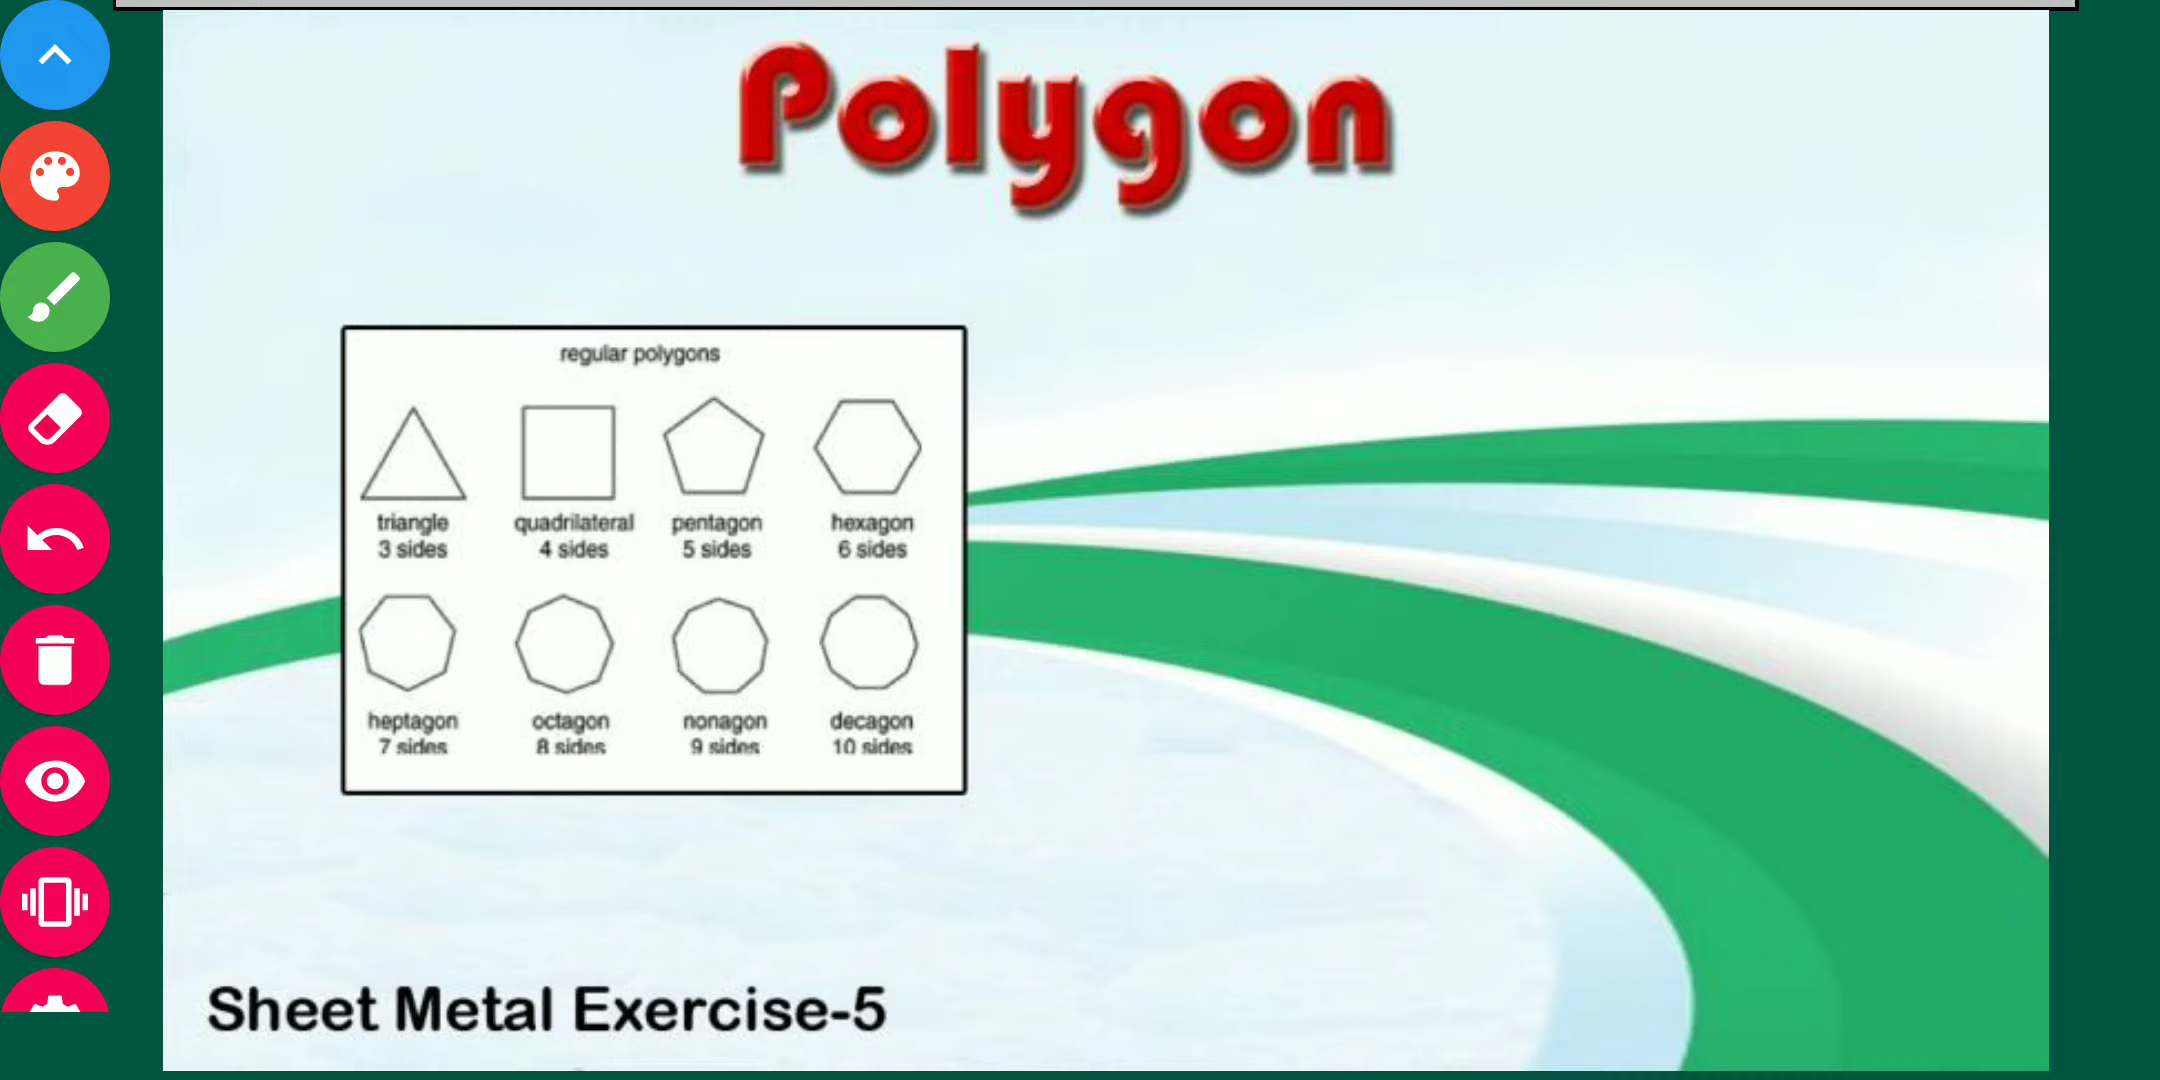 Polygon
regular polygons
triangle quadrilateral pentagon hexagon
3 sides 4 sides 5 sides 6 sides
heptagon octagon nonagon decagon
7 sides 8 sides 9 sides 10 sides
Sheet Metal Exercise-5